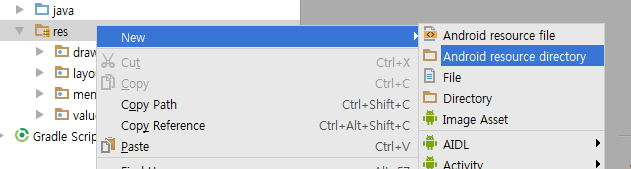 java
res
draw
layo
men
value
Gradle Scrip
New
Cut Ctrl+X
Copy Ctrl+C
Copy Path Ctrl+Shift+C
Copy Reference Ctrl+Alt+Shift+C
Paste Ctrl+V
Android resource file
Android resource directory
File
Directory
Image Asset
AIDL
Activity